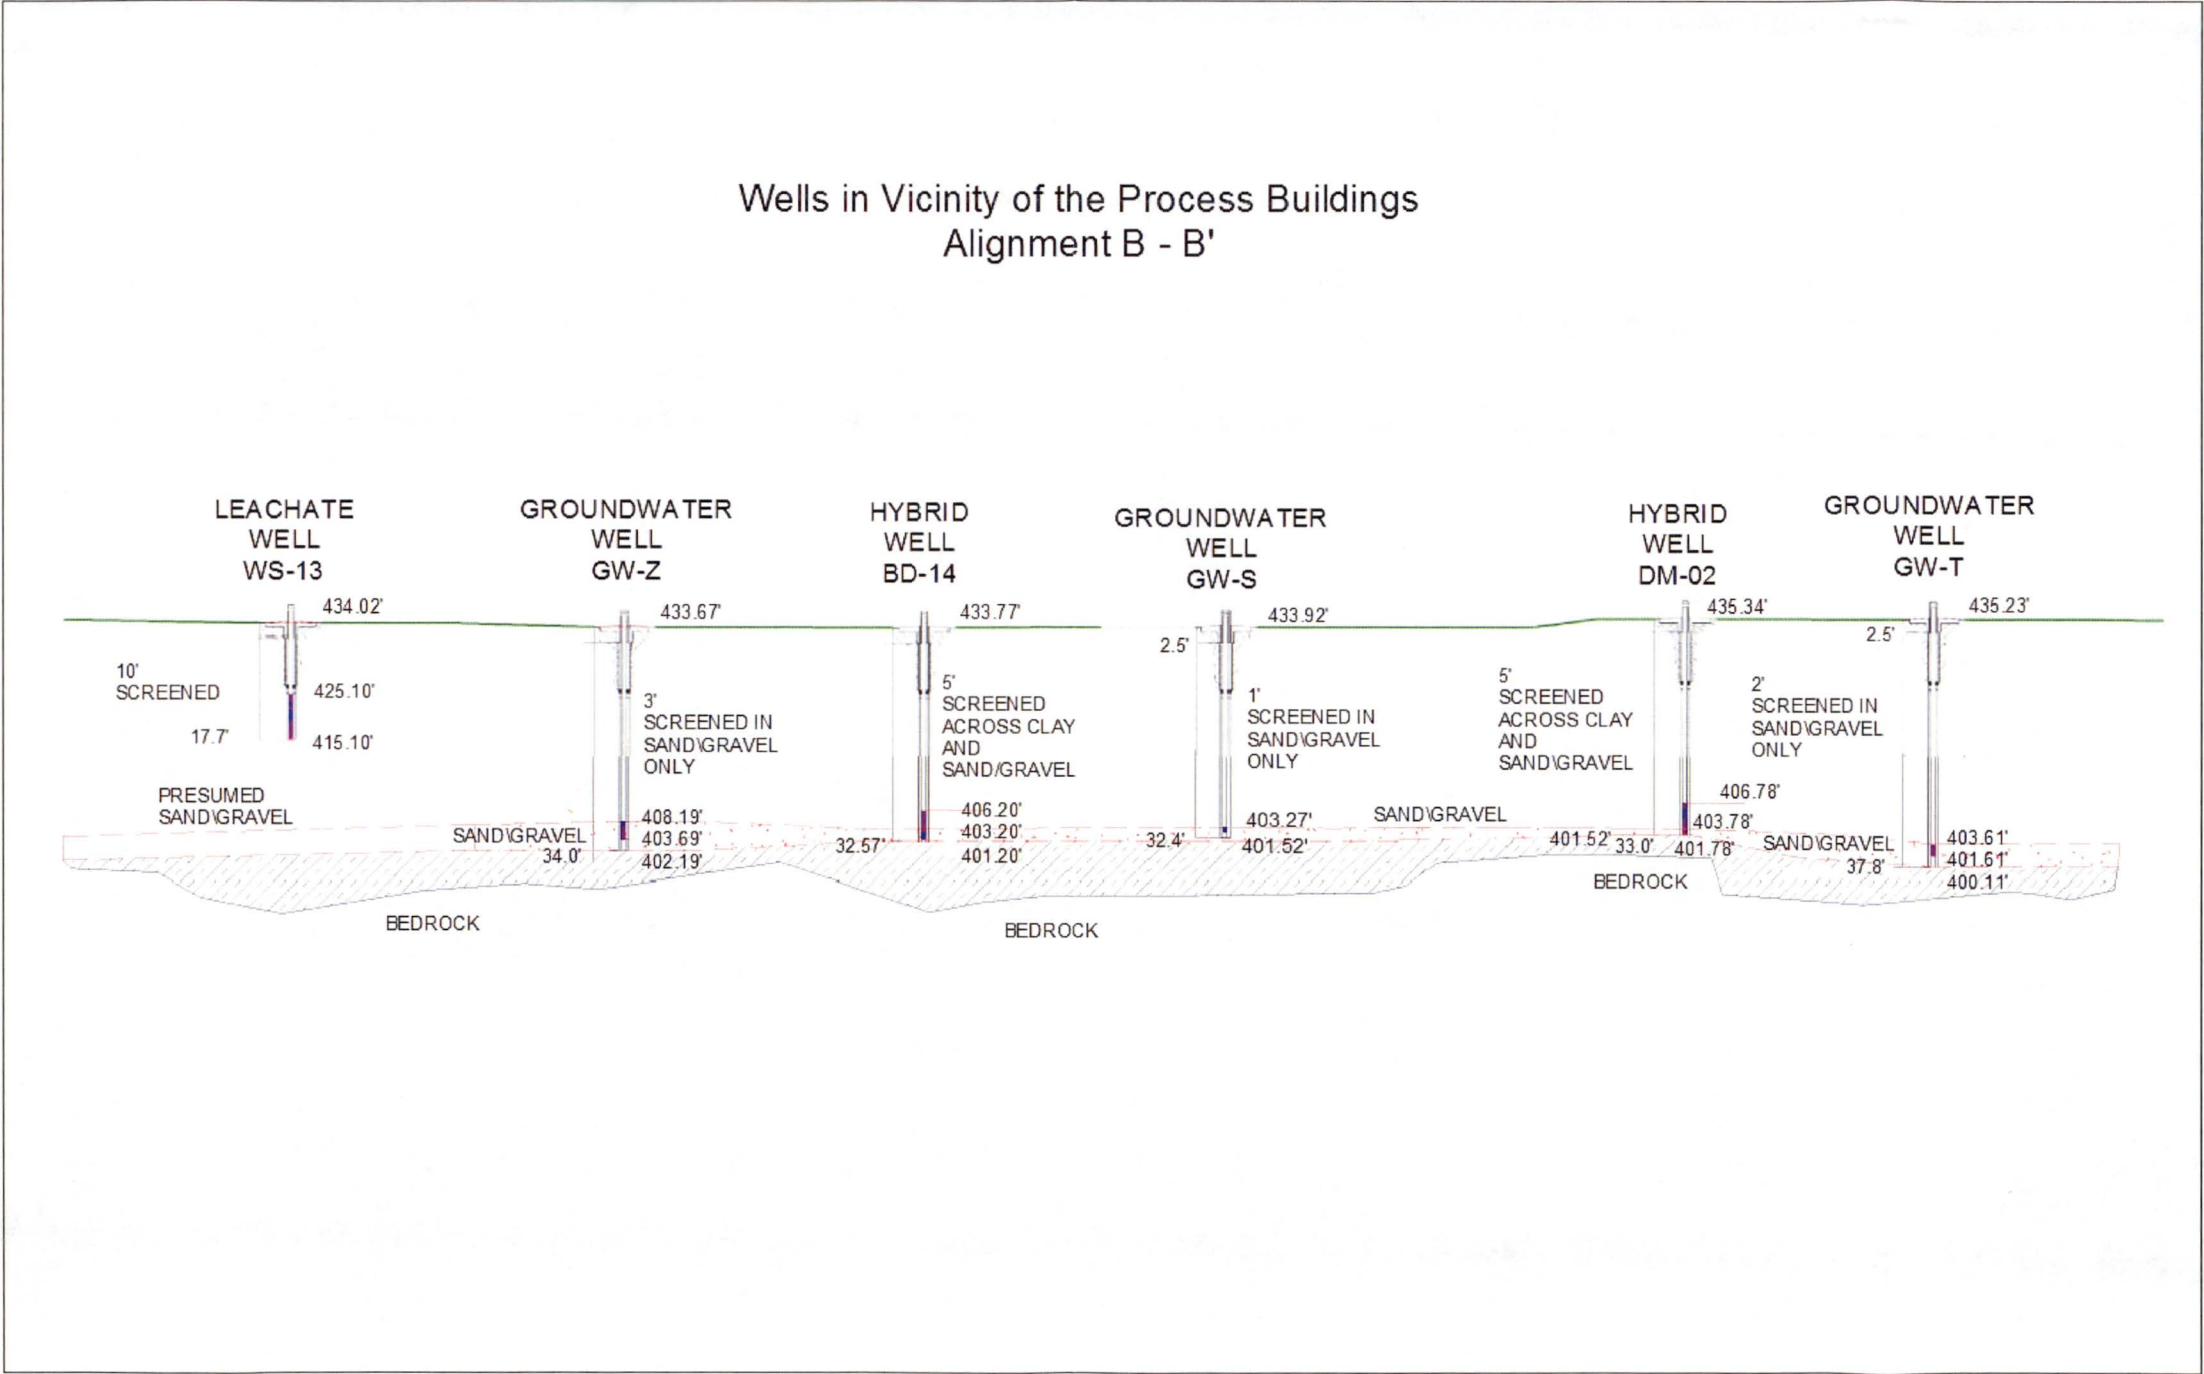 Wells in Vicinity of the Process Buildings
Alignment B - B'
LEACHATE
WELL
WS-13
434.02'
10'
SCREENED
425.10'
17.7'
415.10'
PRESUMED
SAND\GRAVEL
GROUNDWATER
WELL
GW-Z
433.67'
3'
SCREENED IN
SAND\GRAVEL
ONLY
408.19'
SAND\GRAVEL
403.69'
34.0'
402.19'
BEDROCK
HYBRID
WELL
BD-14
433.77'
5'
SCREENED
ACROSS CLAY
AND
SAND/GRAVEL
406.20'
403.20'
32.57'
401.20'
GROUNDWATER
WELL
GW-S
433.92'
2.5'
1'
SCREENED IN
SAND\GRAVEL
ONLY
403.27'
32.4'
401.52'
BEDROCK
SAND\GRAVEL
HYBRID
WELL
DM-02
435.34'
5'
SCREENED
ACROSS CLAY
AND
SAND\GRAVEL
406.78'
403.78'
401.52'
33.0'
401.78'
BEDROCK
GROUNDWATER
WELL
GW-T
435.23'
2.5'
2'
SCREENED IN
SAND\GRAVEL
ONLY
403.61'
SAND\GRAVEL
401.61'
37.8'
400.11'